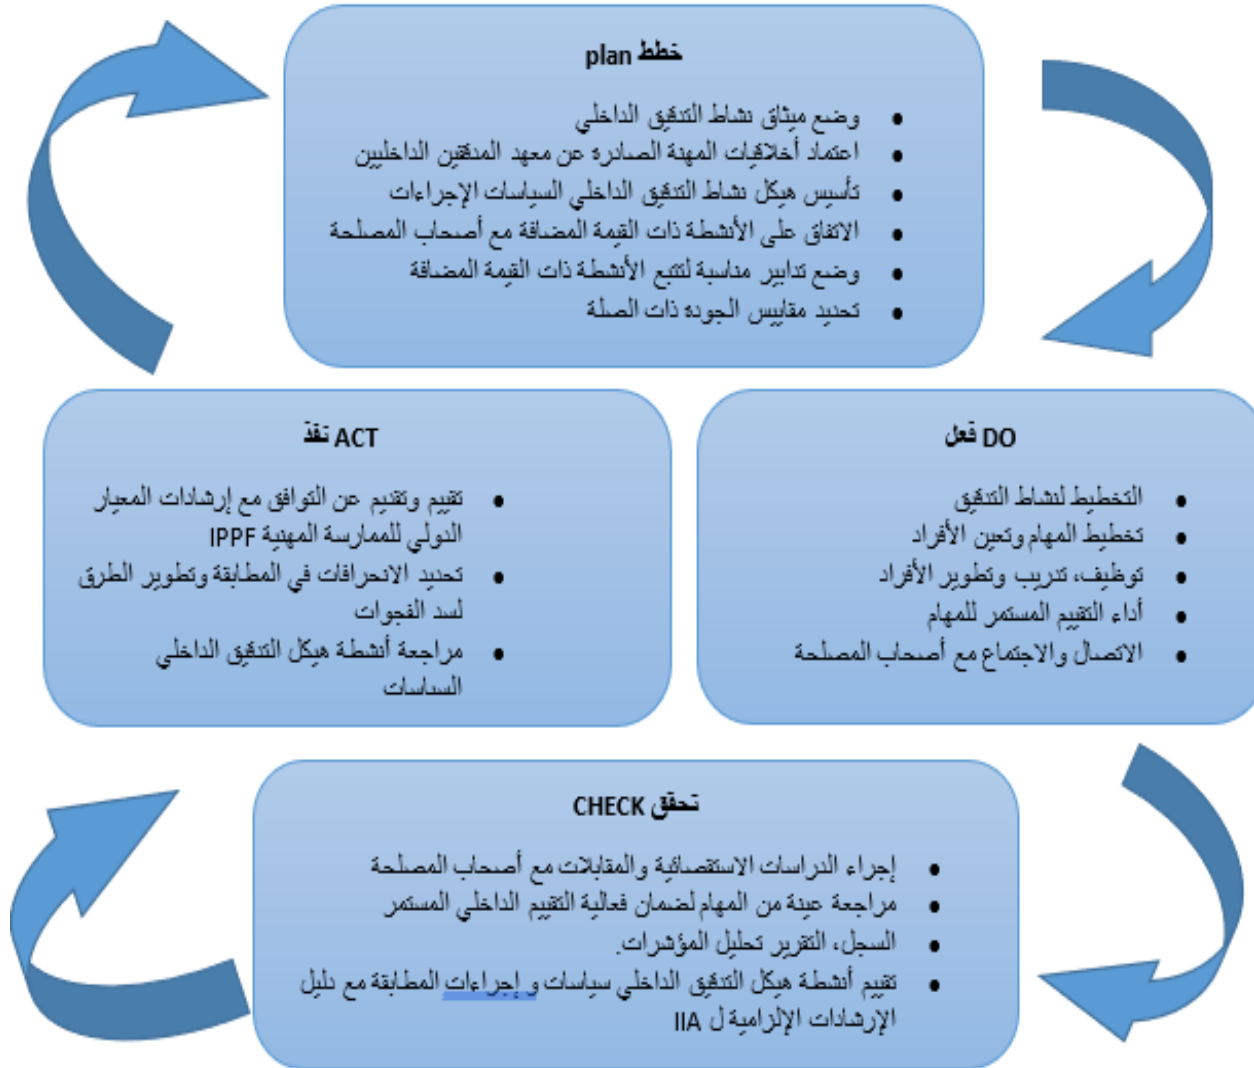 خطط plan
• وضع ميثاق نشاط التدقيق الداخلي
• اعتماد أخلاقيات المهنة الصادره عن معهد المدققين الداخليين
• تأسيس هيكل نشاط التدقيق الداخلي السياسات الإجراءات
• الاتفاق على الأنشطة ذات القيمة المضافة مع أصحاب المصلحة
• وضع تدابير مناسبة لتتبع الأنشطة ذات القيمة المضافة
• تحديد مقاييس الجوده ذات الصلة
DO فعل
• التخطيط لنشاط التدقيق
• تخطيط المهام وتعين الأفراد
• توظيف، تدريب وتطوير الأفراد
• أداء التقييم المستمر للمهام
• الاتصال والاجتماع مع أصحاب المصلحة
ACT نفذ
• تقييم وتقديم عن التوافق مع إرشادات المعيار
الدولي للممارسة المهنية IPPF
• تحديد الانحرافات في المطابقة وتطوير الطرق
لسد الفجوات
• مراجعة أنشطة هيكل التدقيق الداخلي
السياسات
تحقق CHECK
• إجراء الدراسات الاستقصائية والمقابلات مع أصحاب المصلحة
• مراجعة عينة من المهام لضمان فعالية التقييم الداخلي المستمر
• السجل، التقرير تحليل المؤشرات.
• تقييم أنشطة هيكل التدقيق الداخلي سياسات و إجراءات المطابقة مع دليل
الإرشادات الإلزامية ل IIA